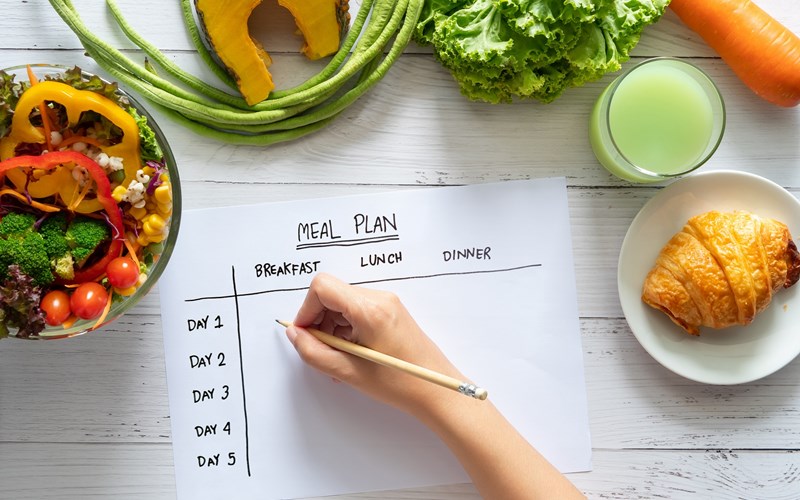 MEAL PLAN
BREAKFAST LUNCH DINNER
DAY 1
DAY 2
DAY 3
DAY 4
DAY 5